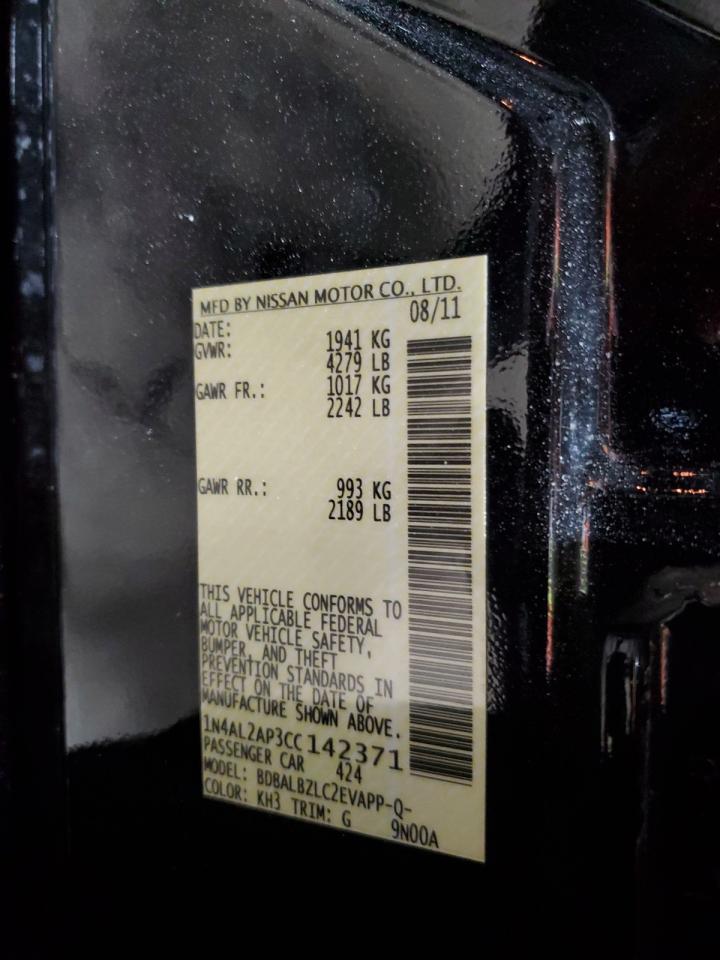 MFD BY NISSAN MOTOR CO., LTD.
DATE: 08/11
GVWR: 1941 KG
4279 LB
GAWR FR.: 1017 KG
2242 LB
GAWR RR.: 993 KG
2189 LB
THIS VEHICLE CONFORMS TO
ALL APPLICABLE FEDERAL
MOTOR VEHICLE SAFETY,
BUMPER, AND THEFT
PREVENTION STANDARDS IN
EFFECT ON THE DATE OF
MANUFACTURE SHOWN ABOVE.
1N4AL2AP3CC142371
PASSENGER CAR 424
MODEL: BDBALBZLC2EVAPP-Q-
COLOR: KH3 TRIM: G 9N00A